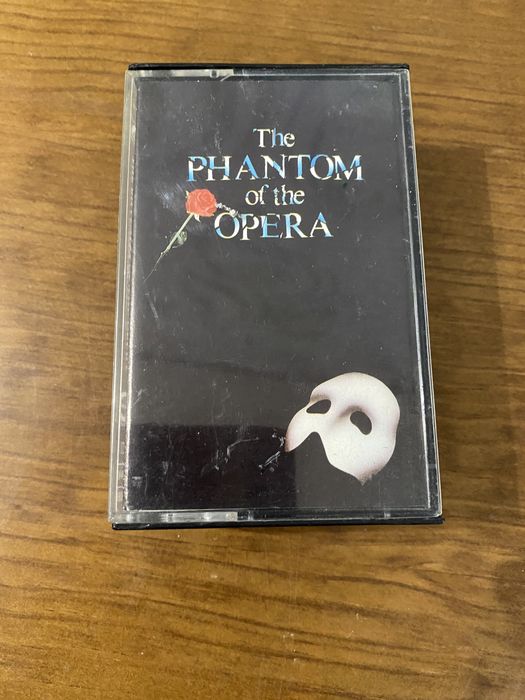 The
PHANTOM
of the
OPERA